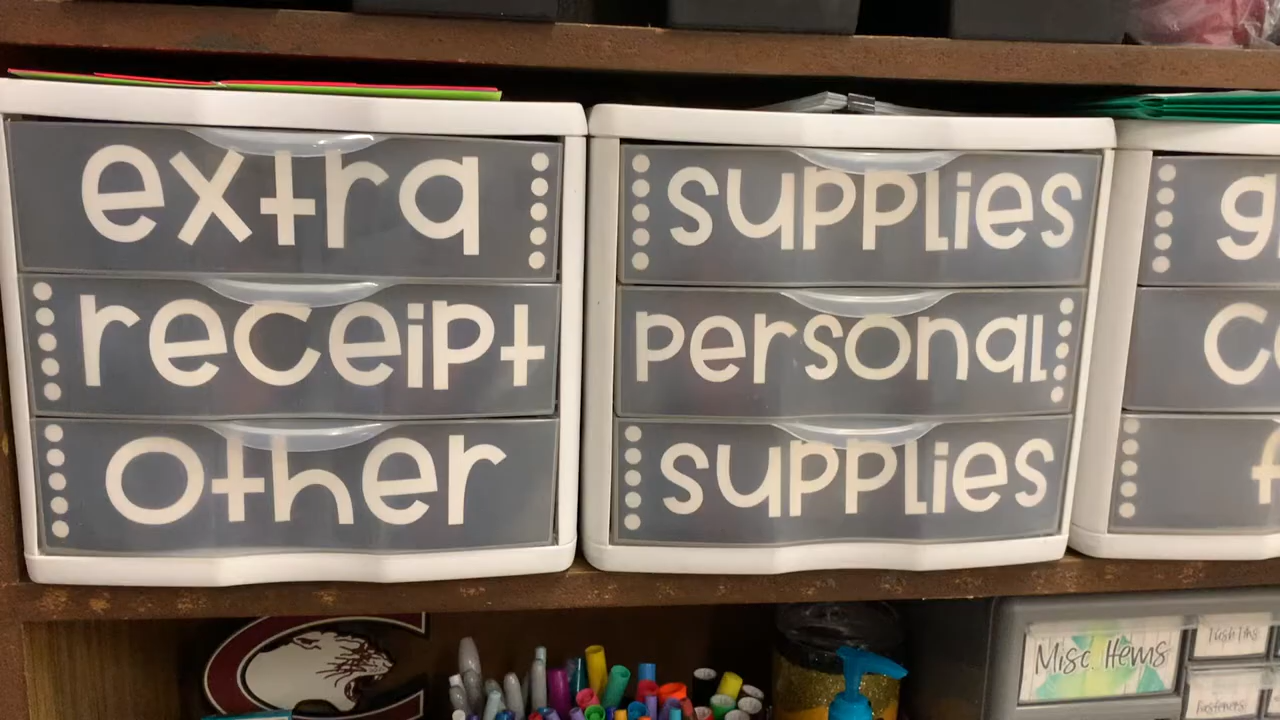 extra
receipt
other
supplies
personal
supplies
Misc. Items